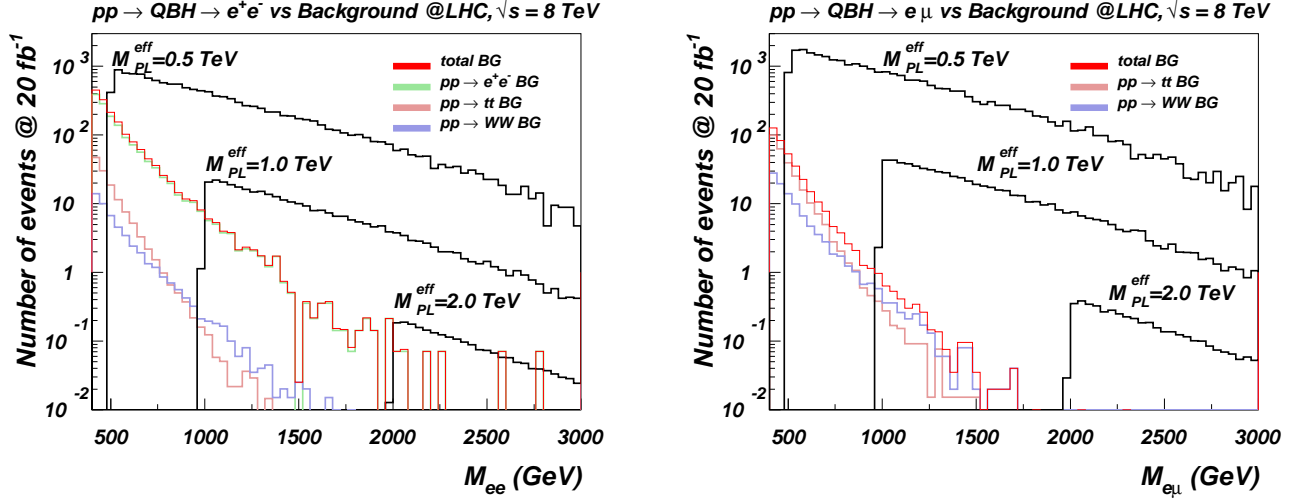 pp → QBH → e⁺e⁻ vs Background @LHC, √s = 8 TeV
Number of events @ 20 fb⁻¹
10³
10²
10
1
10⁻¹
10⁻²
M_PL^eff=0.5 TeV
total BG
pp → e⁺e⁻ BG
pp → tt BG
pp → WW BG
M_PL^eff=1.0 TeV
M_PL^eff=2.0 TeV
500 1000 1500 2000 2500 3000
M_ee (GeV)
pp → QBH → e μ vs Background @LHC, √s = 8 TeV
Number of events @ 20 fb⁻¹
10³
10²
10
1
10⁻¹
10⁻²
M_PL^eff=0.5 TeV
total BG
pp → tt BG
pp → WW BG
M_PL^eff=1.0 TeV
M_PL^eff=2.0 TeV
500 1000 1500 2000 2500 3000
M_eμ (GeV)